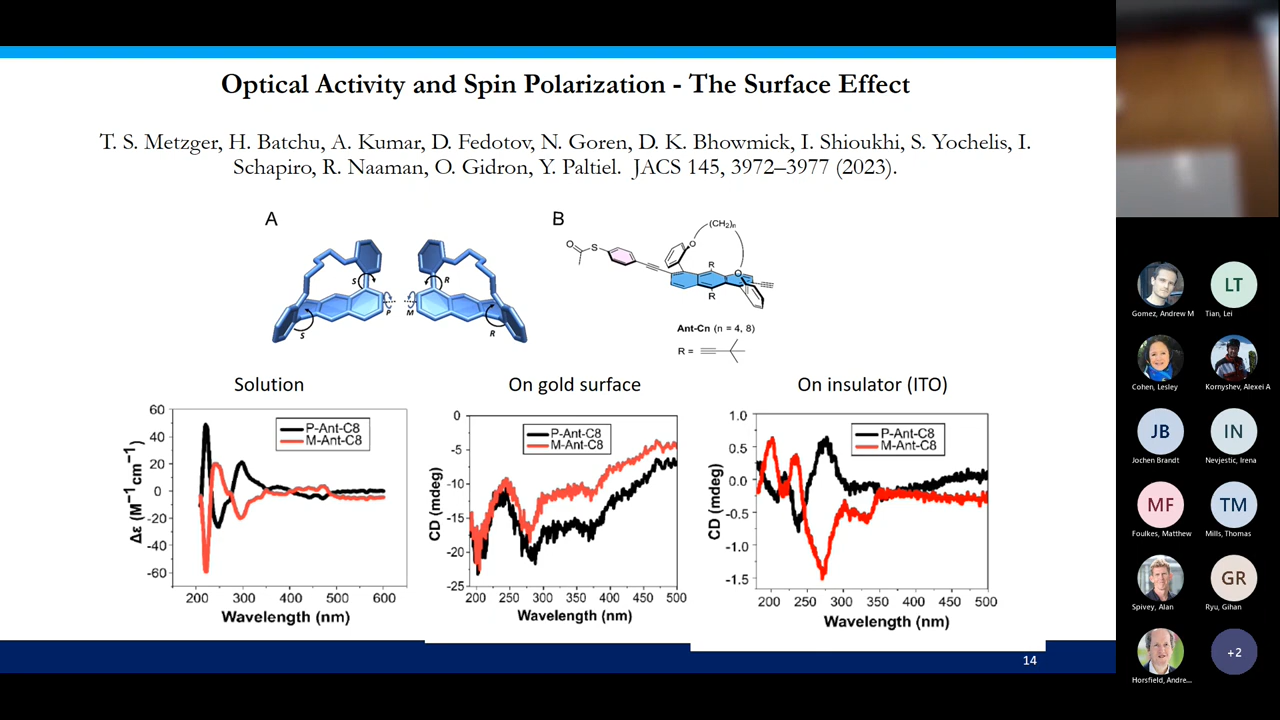 Optical Activity and Spin Polarization - The Surface Effect
T. S. Metzger, H. Batchu, A. Kumar, D. Fedotov, N. Goren, D. K. Bhowmick, I. Shioukhi, S. Yochelis, I.
Schapiro, R. Naaman, O. Gidron, Y. Paltiel. JACS 145, 3972–3977 (2023).
A
B
S
S
P
M
R
R
O
S
O
(CH₂)n
O
R
R
Ant-Cn (n = 4, 8)
R =
Solution
On gold surface
On insulator (ITO)
60
40
20
0
-20
-40
-60
Δε (M⁻¹ cm⁻¹)
P-Ant-C8
M-Ant-C8
200 300 400 500 600
Wavelength (nm)
0
-5
-10
-15
-20
-25
CD (mdeg)
P-Ant-C8
M-Ant-C8
200 250 300 350 400 450 500
Wavelength (nm)
1.0
0.5
0.0
-0.5
-1.0
-1.5
CD (mdeg)
P-Ant-C8
M-Ant-C8
200 250 300 350 400 450 500
Wavelength (nm)
14
LT
Gomez, Andrew M
Tian, Lei
Cohen, Lesley
Kornyshev, Alexei A
JB
IN
Jochen Brandt
Nevjestic, Irena
MF
TM
Foulkes, Matthew
Mills, Thomas
GR
Spivey, Alan
Ryu, Gihan
+2
Horsfield, Andre...